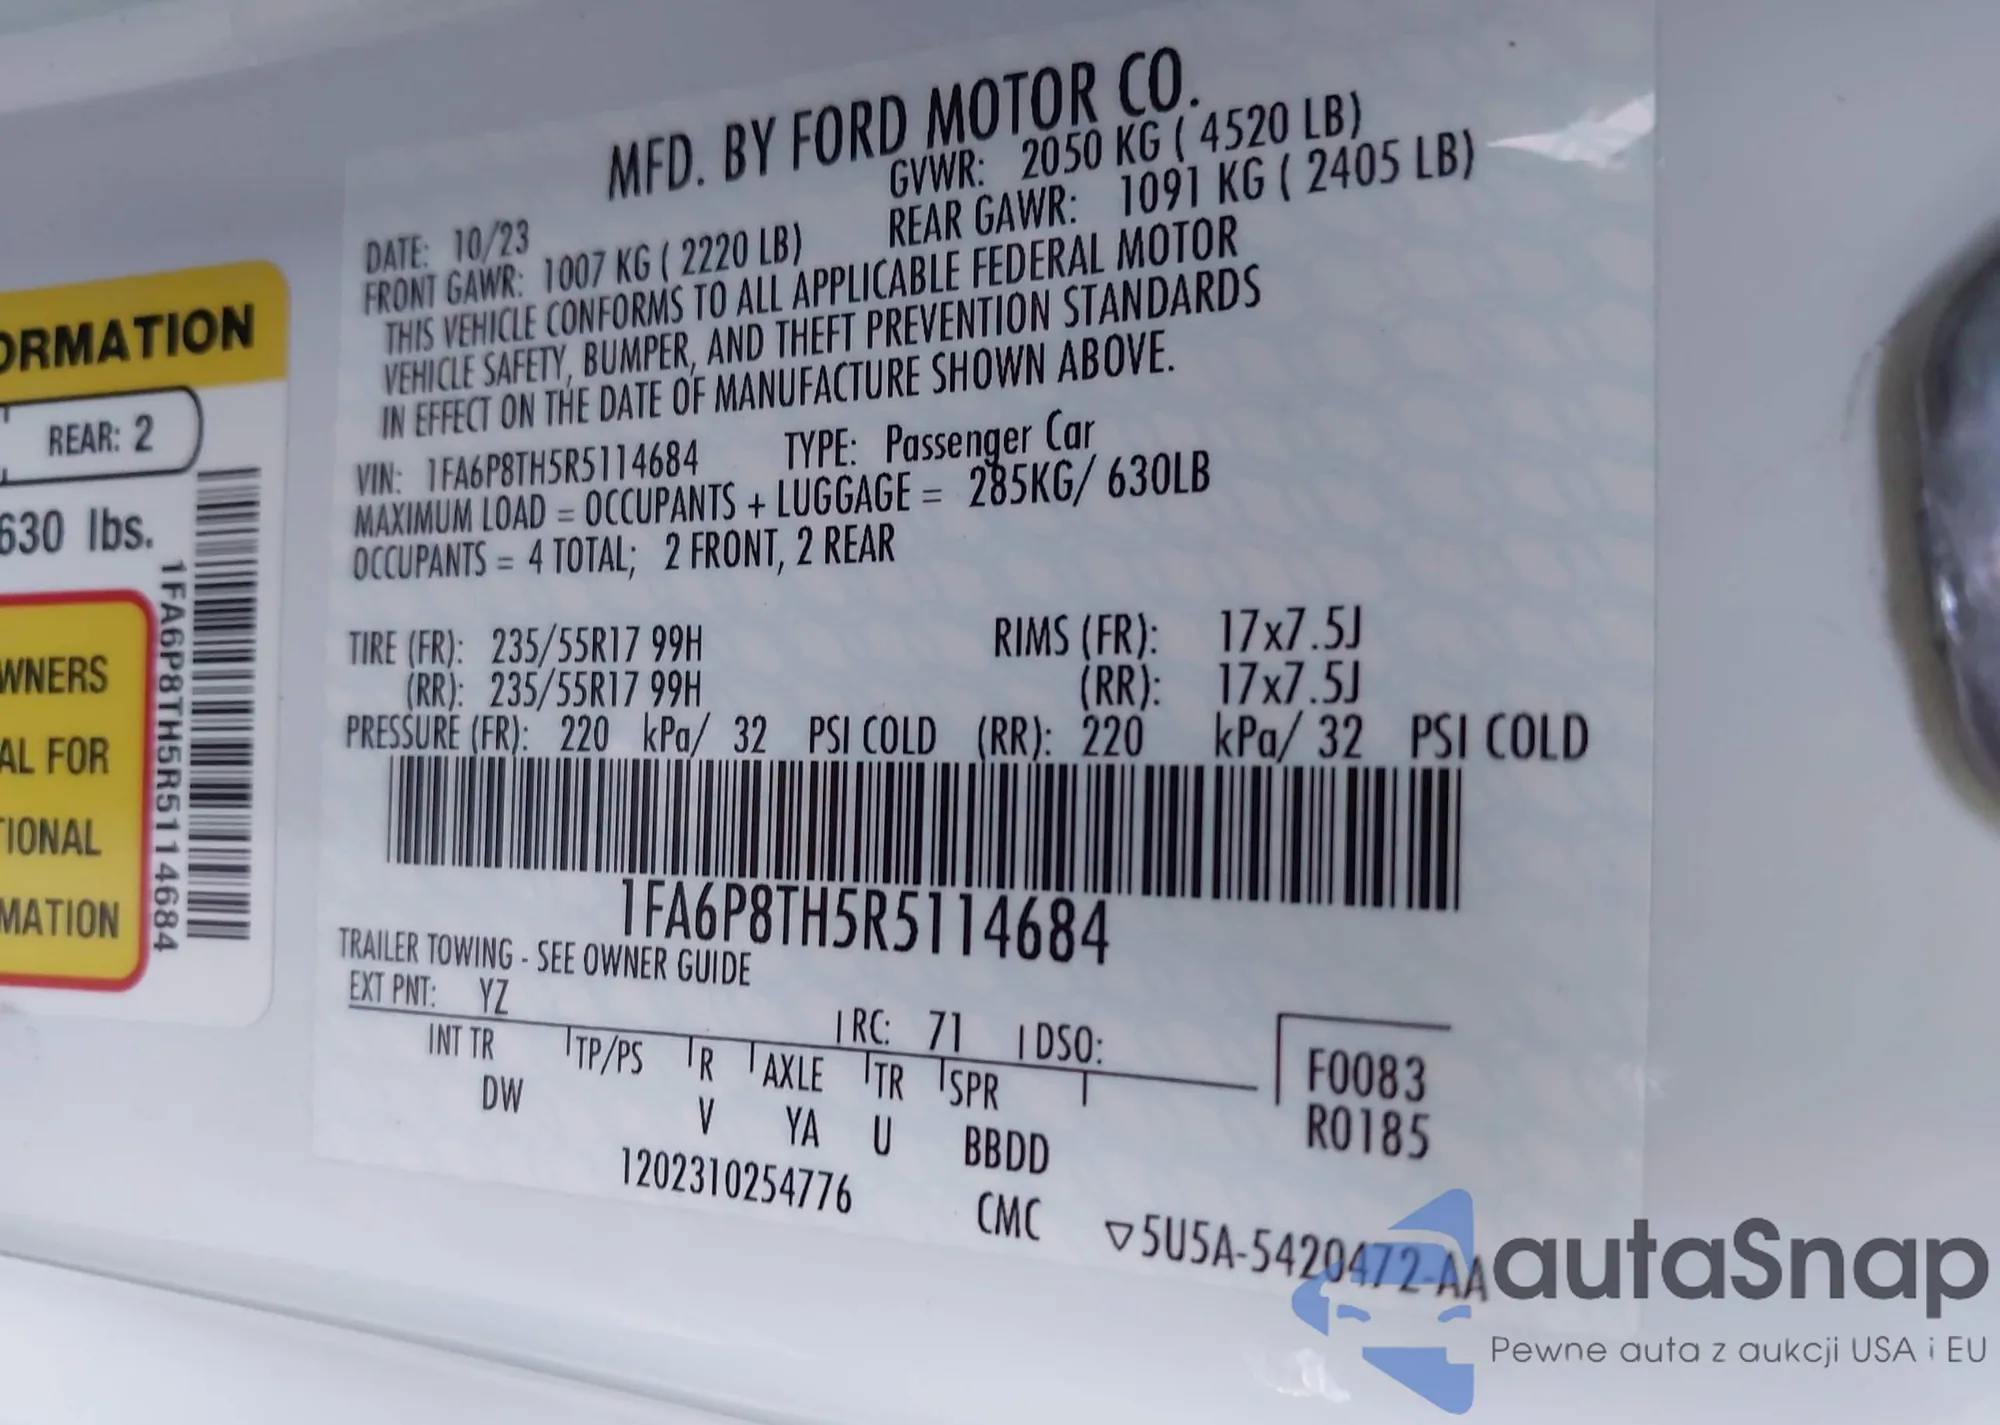 MFD. BY FORD MOTOR CO.
DATE: 10/23 GVWR: 2050 KG ( 4520 LB)
FRONT GAWR: 1007 KG ( 2220 LB) REAR GAWR: 1091 KG ( 2405 LB)
THIS VEHICLE CONFORMS TO ALL APPLICABLE FEDERAL MOTOR
VEHICLE SAFETY, BUMPER, AND THEFT PREVENTION STANDARDS
IN EFFECT ON THE DATE OF MANUFACTURE SHOWN ABOVE.
VIN: 1FA6P8TH5R5114684 TYPE: Passenger Car
MAXIMUM LOAD = OCCUPANTS + LUGGAGE = 285KG/ 630LB
OCCUPANTS = 4 TOTAL; 2 FRONT, 2 REAR
TIRE (FR): 235/55R17 99H RIMS (FR): 17x7.5J
(RR): 235/55R17 99H (RR): 17x7.5J
PRESSURE (FR): 220 kPa/ 32 PSI COLD (RR): 220 kPa/ 32 PSI COLD
1FA6P8TH5R5114684
TRAILER TOWING - SEE OWNER GUIDE
EXT PNT: YZ RC: 71 DSO:
INT TR TP/PS R AXLE TR SPR
DW V YA U BBDD
F0083
R0185
1202310254776 CMC ▽5U5A-5420472-AA
ORMATION
REAR: 2
630 lbs.
1FA6P8TH5R5114684
WNERS
AL FOR
TIONAL
MATION
autaSnap
Pewne auta z aukcji USA i EU